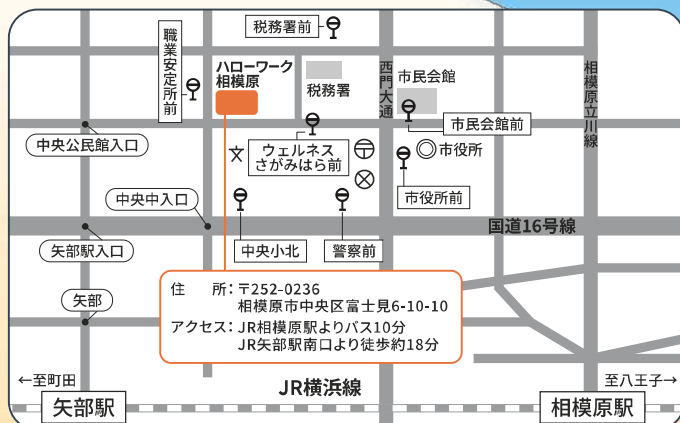 税務署前
職業安定所前
ハローワーク
相模原
税務署
西門大通
市民会館
相模原立川線
市民会館前
中央公民館入口
ウェルネス
さがみはら前
市役所
中央中入口
市役所前
国道16号線
矢部駅入口
中央小北
警察前
矢部
住　所：〒252-0236
相模原市中央区富士見6-10-10
アクセス：JR相模原駅よりバス10分
JR矢部駅南口より徒歩約18分
←至町田
JR横浜線
至八王子→
矢部駅
相模原駅